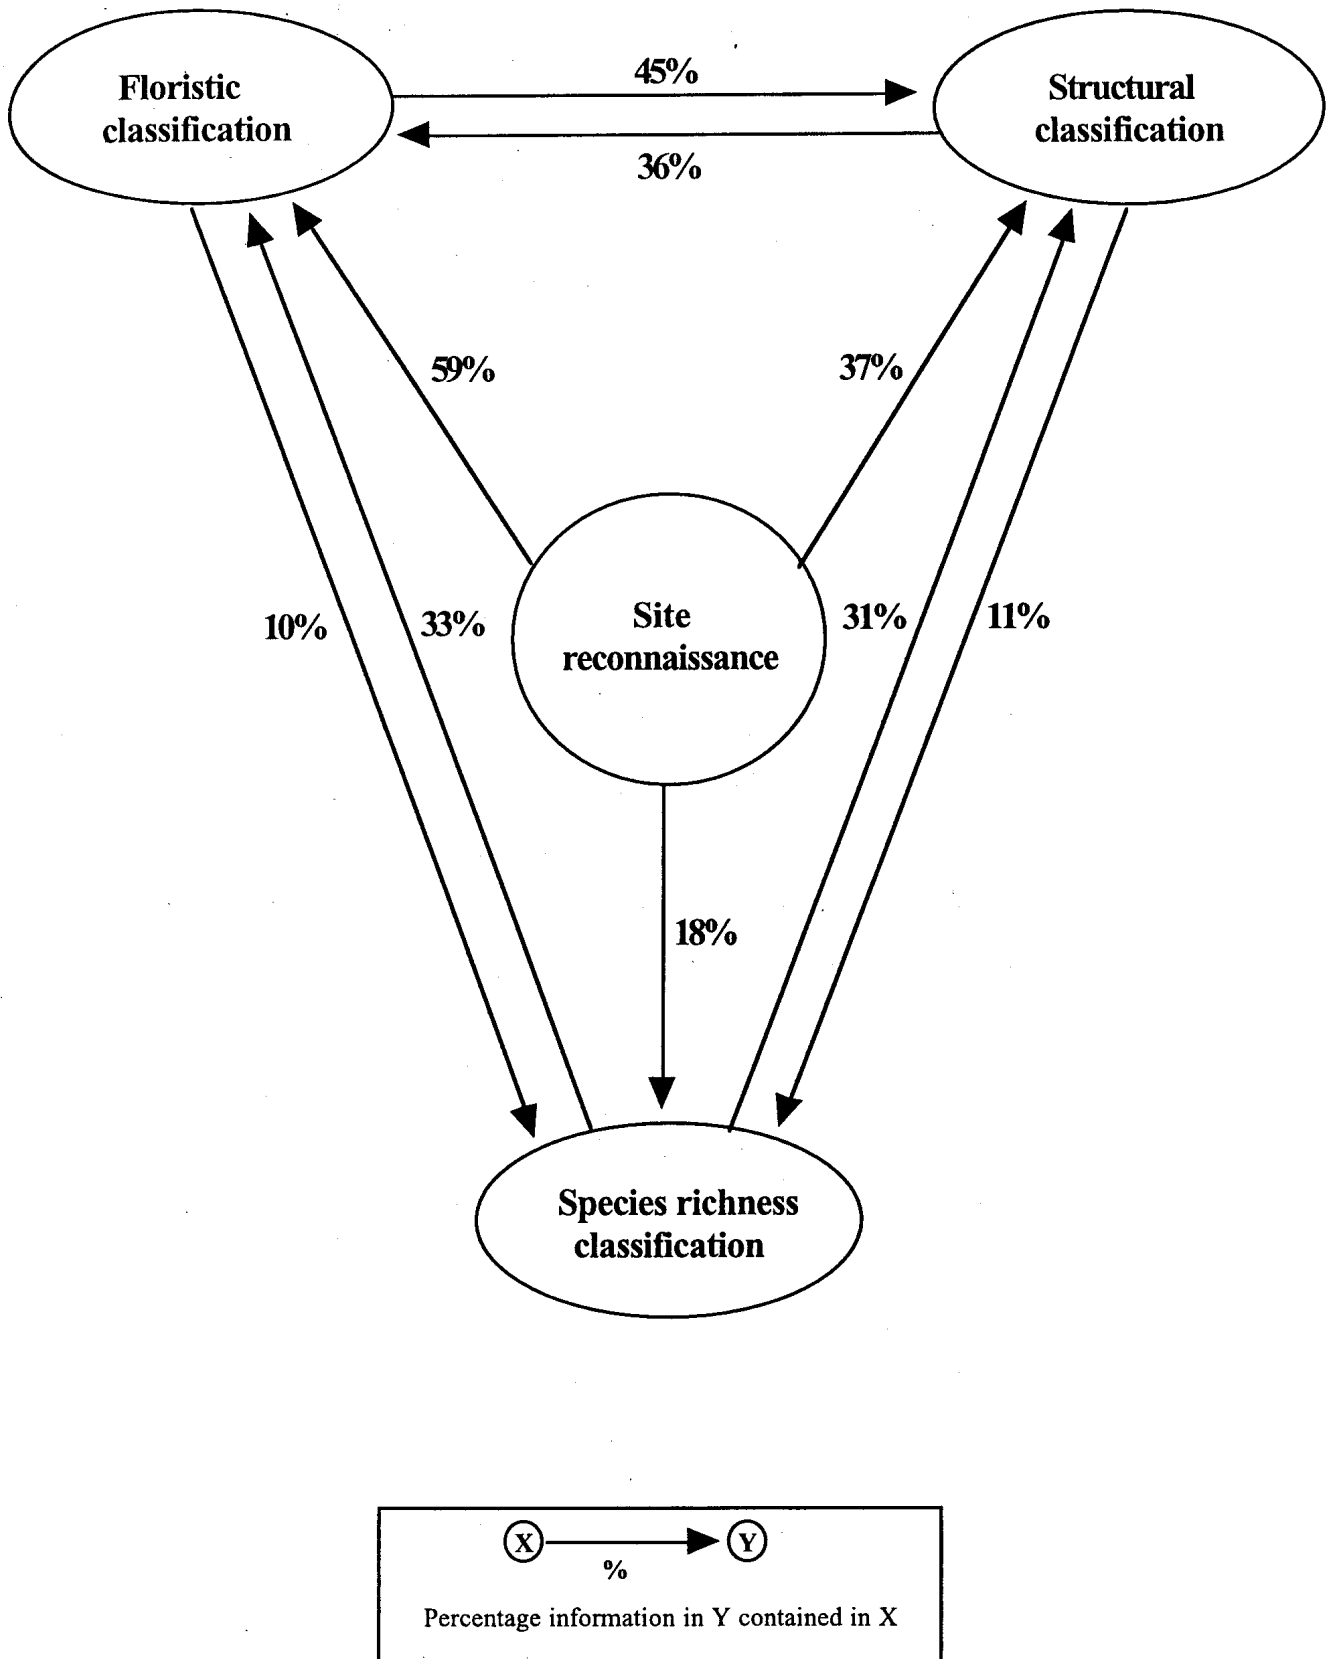 Floristic
classification
45%
36%
Structural
classification
59%
37%
10%
33%
Site
reconnaissance
31%
11%
18%
Species richness
classification
X
Y
%
Percentage information in Y contained in X